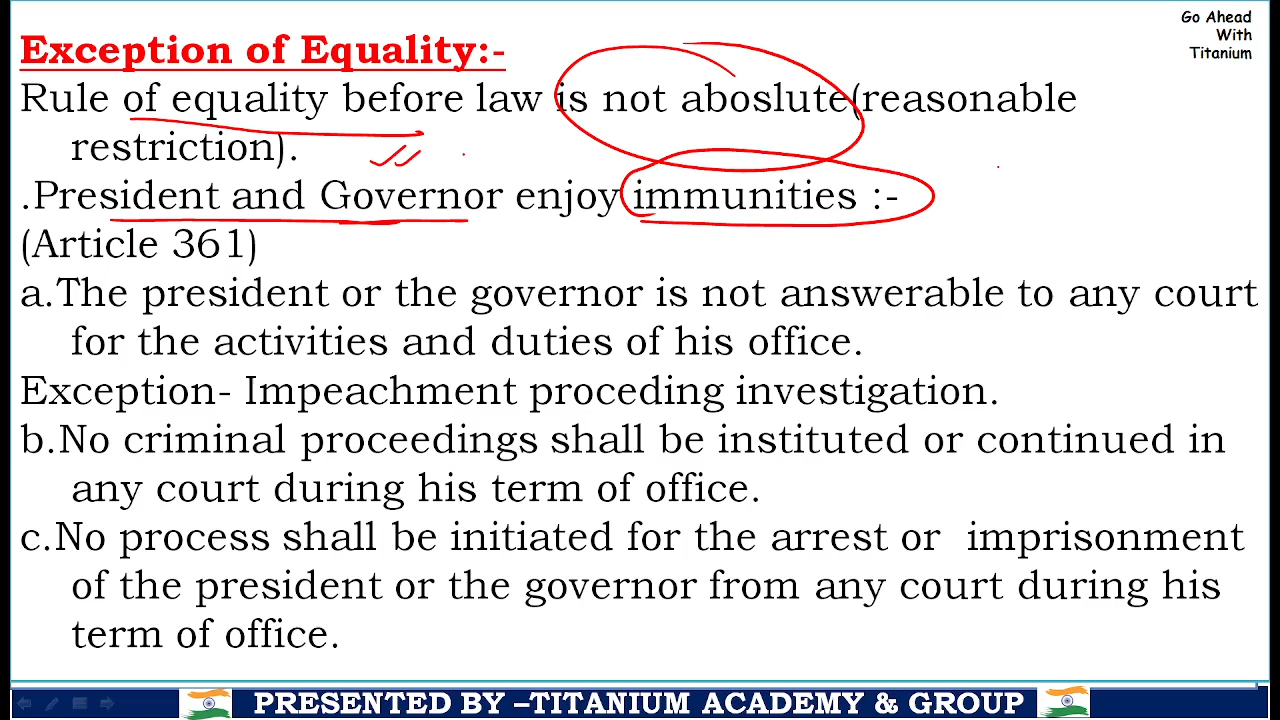 Go Ahead
With
Titanium
Exception of Equality:-
Rule of equality before law is not aboslute(reasonable
restriction).
.President and Governor enjoy immunities :-
(Article 361)
a.The president or the governor is not answerable to any court
for the activities and duties of his office.
Exception- Impeachment proceding investigation.
b.No criminal proceedings shall be instituted or continued in
any court during his term of office.
c.No process shall be initiated for the arrest or imprisonment
of the president or the governor from any court during his
term of office.
PRESENTED BY –TITANIUM ACADEMY & GROUP